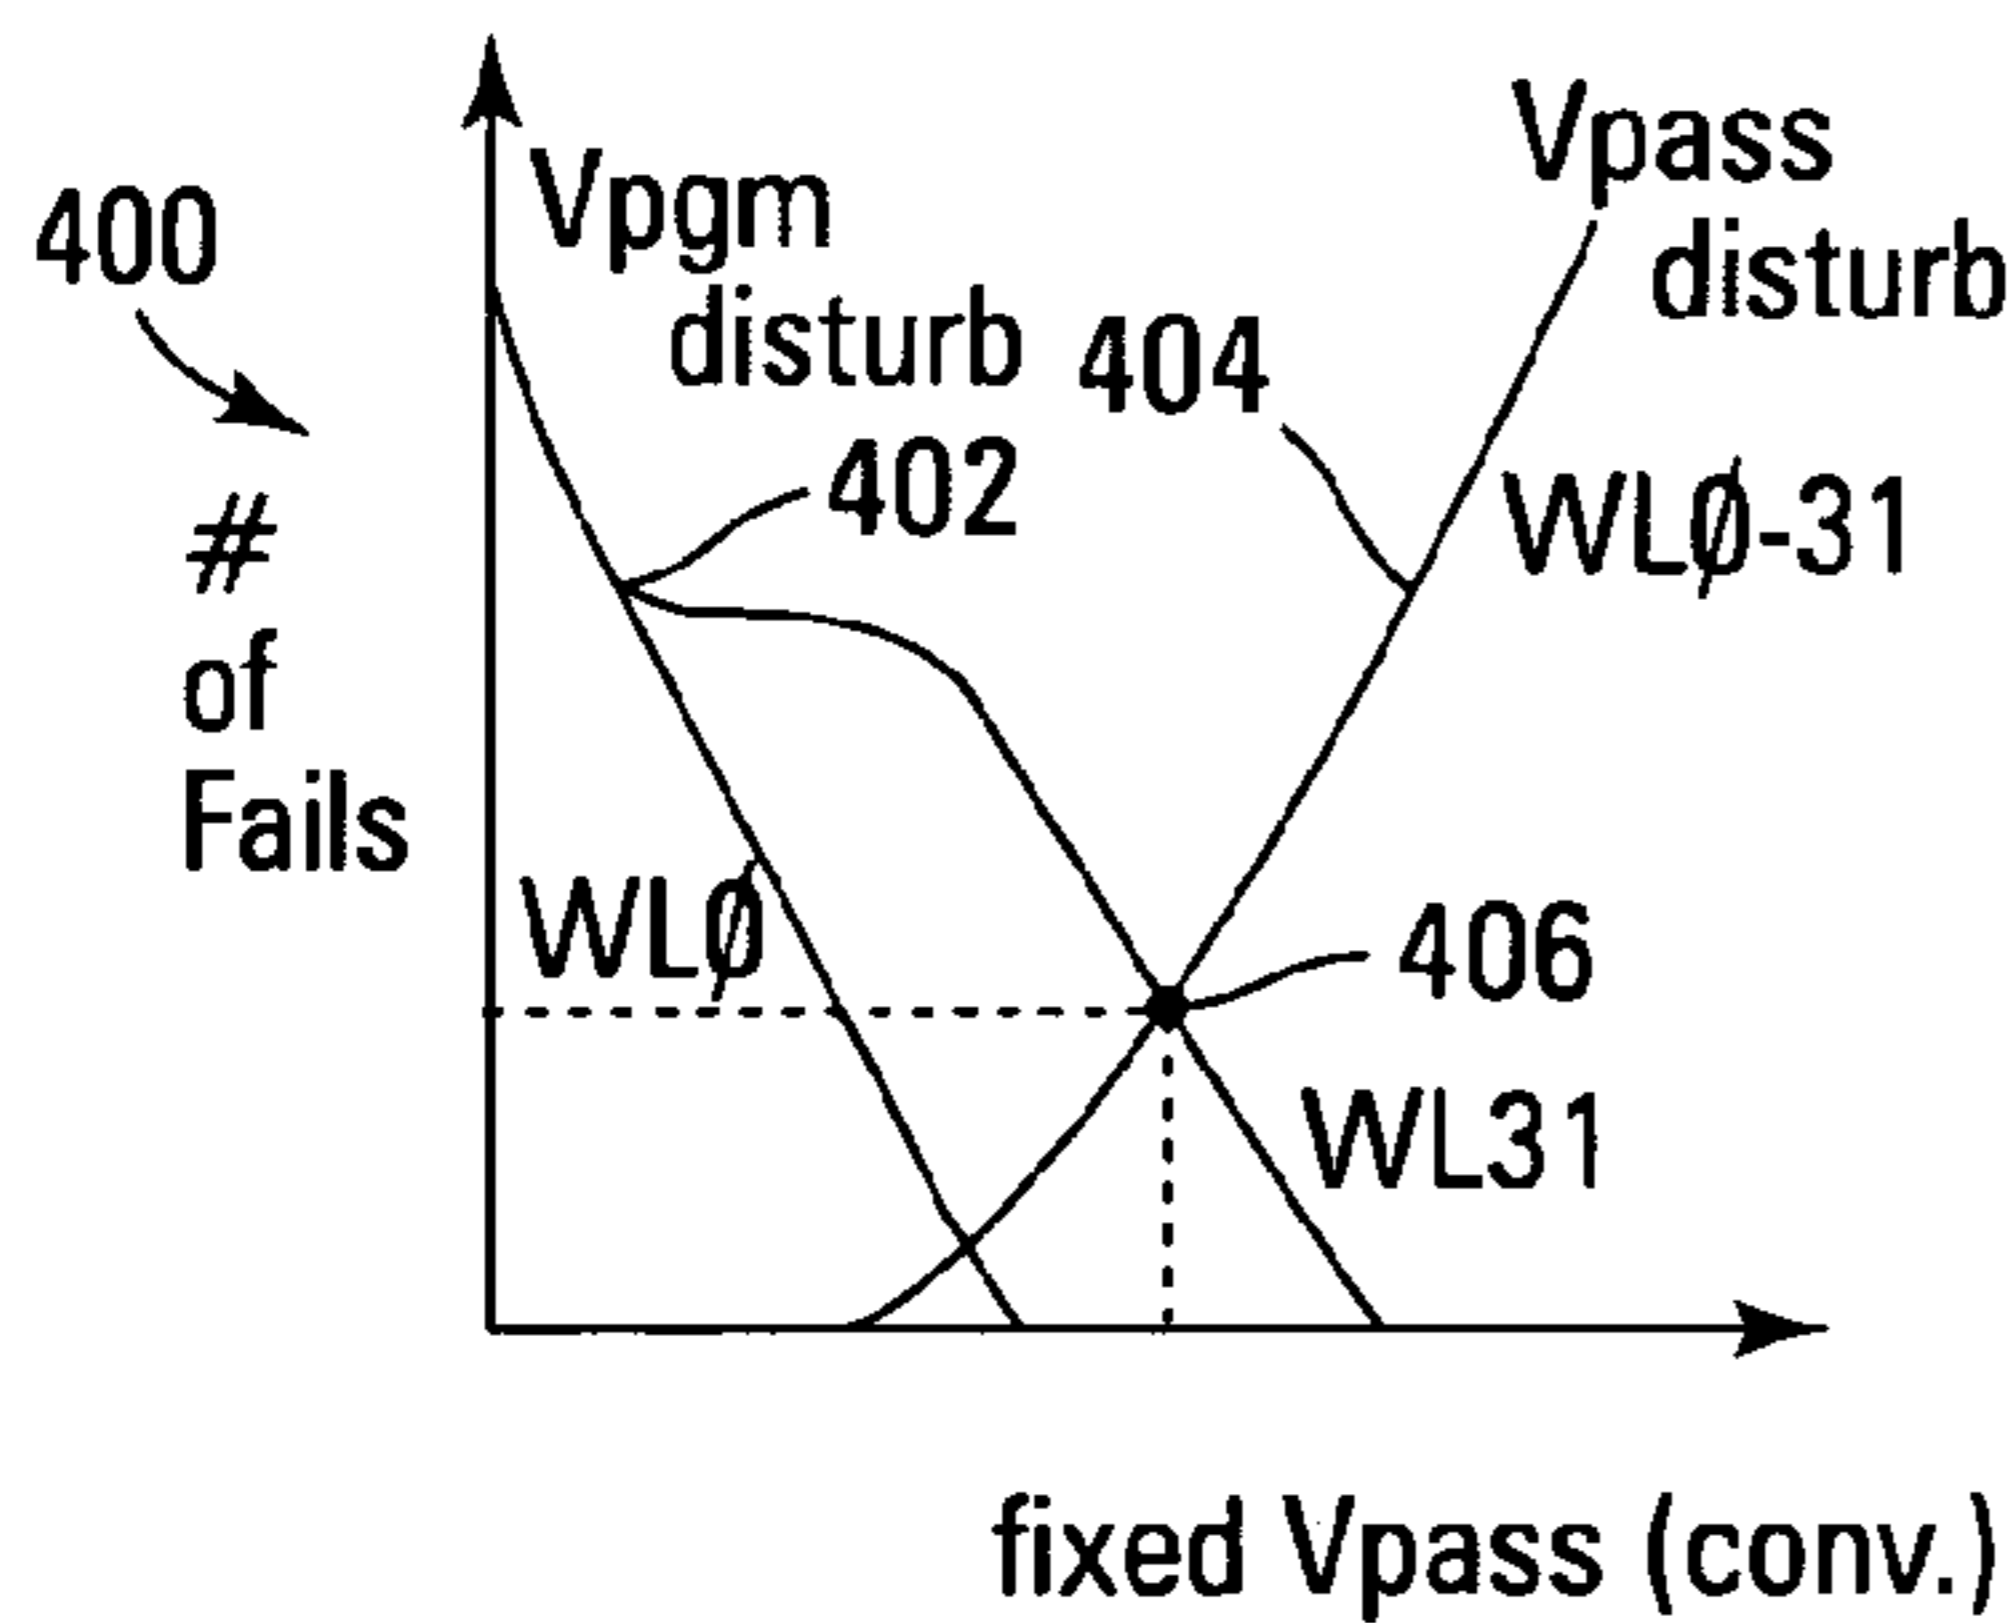 400
Vpgm
disturb
402
404
Vpass
disturb
WLØ-31
#
of
Fails
WLØ
406
WL31
fixed Vpass (conv.)